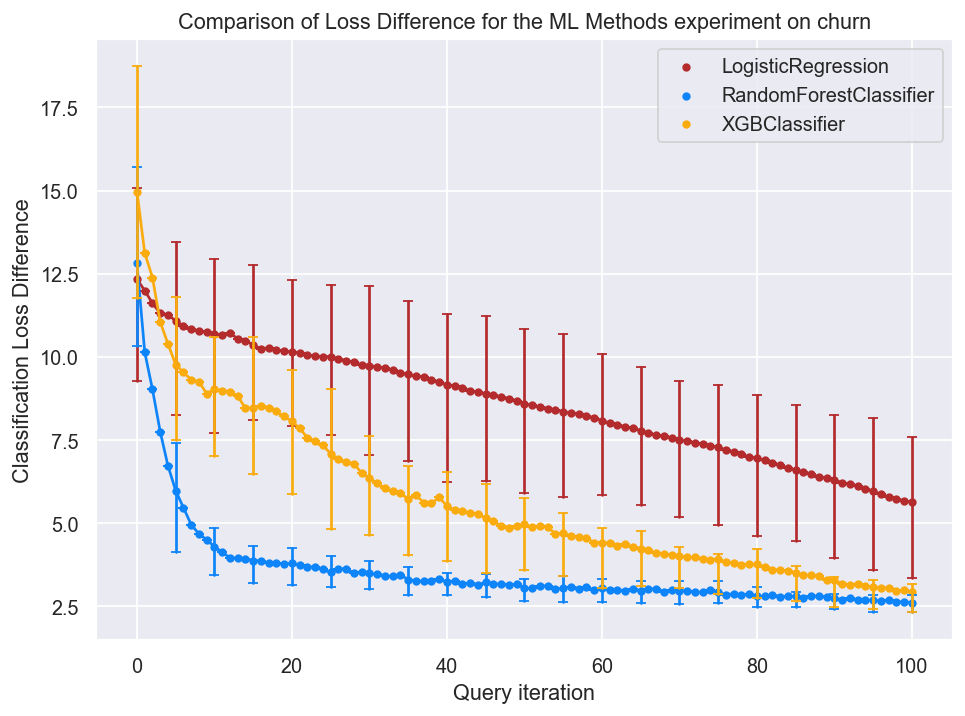 Comparison of Loss Difference for the ML Methods experiment on churn
LogisticRegression
RandomForestClassifier
XGBClassifier
Classification Loss Difference
17.5
15.0
12.5
10.0
7.5
5.0
2.5
0 20 40 60 80 100
Query iteration